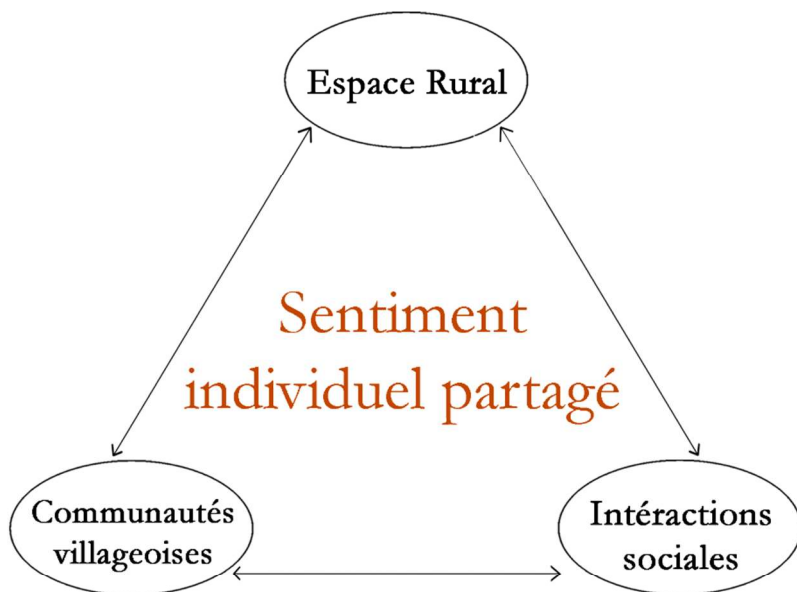 Espace Rural
Sentiment
individuel partagé
Communautés
villageoises
Intéractions
sociales